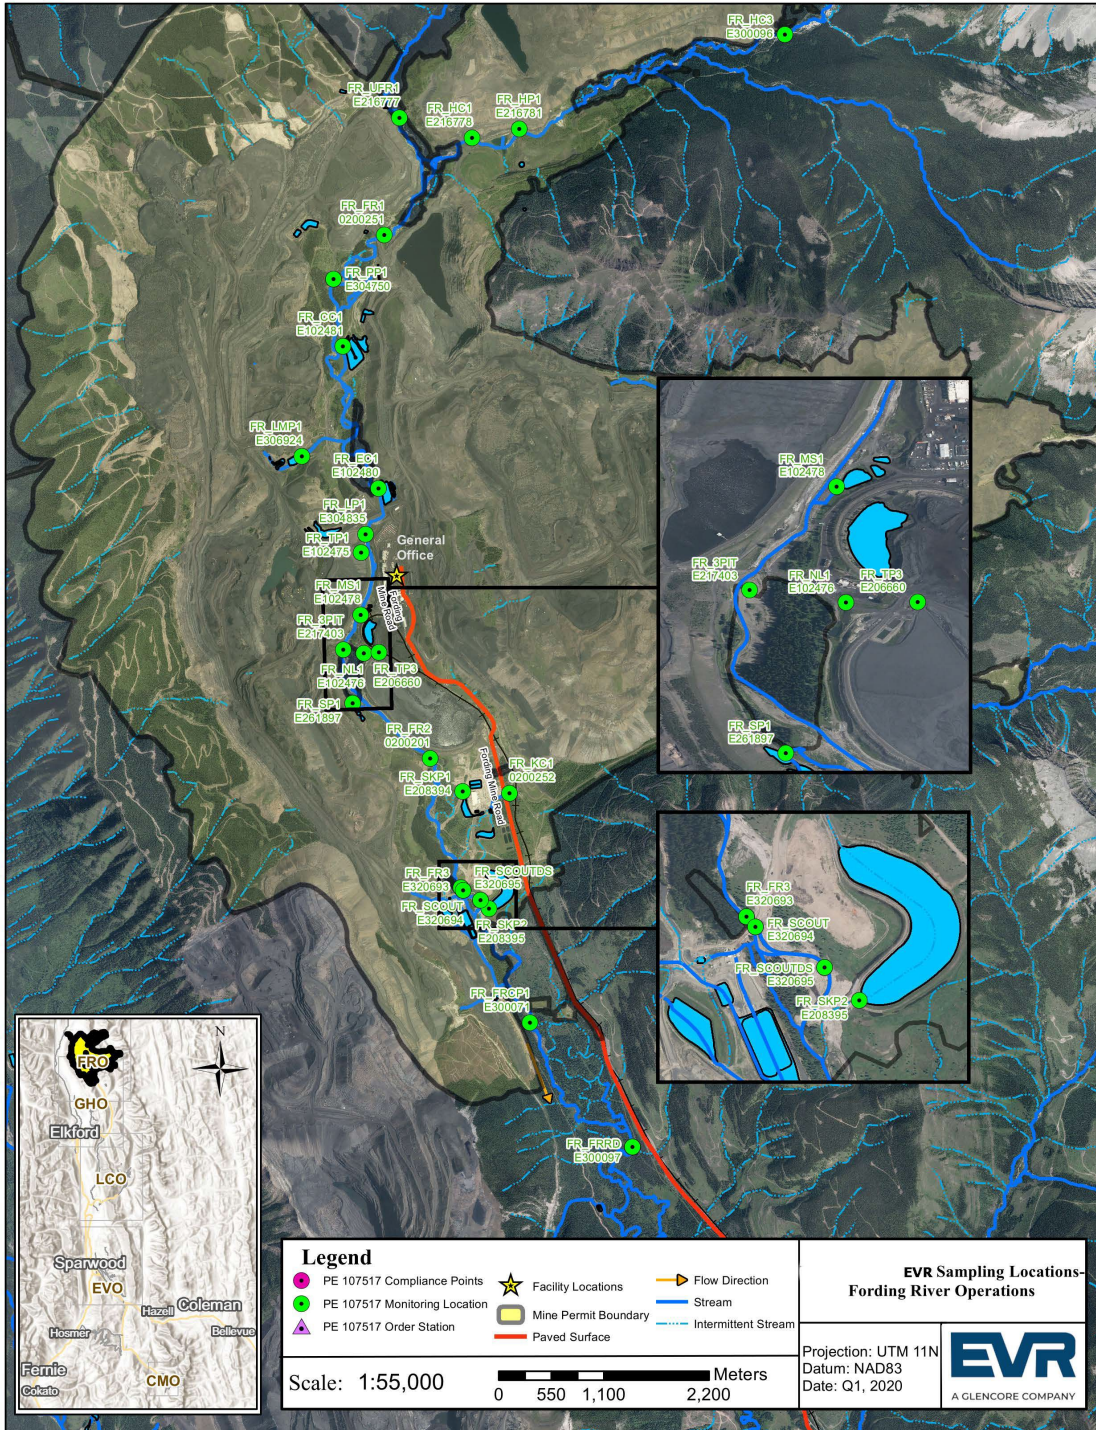 FR_HC3
E300096
FR_UFR1
E216777
FR_HC1
E216778
FR_HP1
E216781
FR_FR1
0200251
FR_PP1
E304750
FR_CC1
E102481
FR_LMP1
E306924
FR_EC1
E102480
FR_LP1
E304835
FR_TP1
E102475
General
Office
FR_MS1
E102478
Fording
Mine Road
FR_3PIT
E217403
FR_NL1
E102476
FR_TP3
E206660
FR_SP1
E261897
FR_FR2
0200201
FR_SKP1
E208394
Fording Mine Road
FR_KC1
0200252
FR_FR3
E320693
FR_SCOUTDS
E320695
FR_SCOUT
E320694
FR_SKP2
E208395
FR_FRCP1
E300071
FR_FRRD
E300097
FR_MS1
E102478
FR_3PIT
E217403
FR_NL1
E102476
FR_TP3
E206660
FR_SP1
E261897
FR_FR3
E320693
FR_SCOUT
E320694
FR_SCOUTDS
E320695
FR_SKP2
E208395
N
FRO
GHO
Elkford
LCO
Sparwood
EVO
Hazell
Coleman
Hosmer
Bellevue
Fernie
Cokato
CMO
Legend
PE 107517 Compliance Points
PE 107517 Monitoring Location
PE 107517 Order Station
Facility Locations
Mine Permit Boundary
Paved Surface
Flow Direction
Stream
Intermittent Stream
Scale: 1:55,000
Meters
0 550 1,100 2,200
EVR Sampling Locations-
Fording River Operations
Projection: UTM 11N
Datum: NAD83
Date: Q1, 2020
EVR
A GLENCORE COMPANY